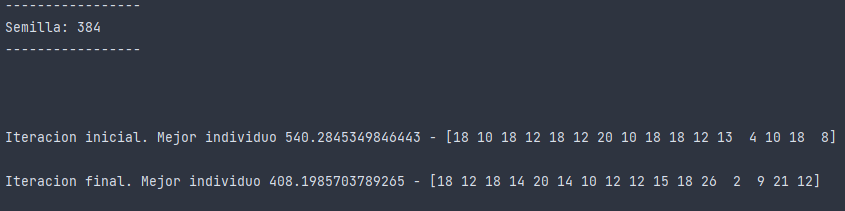 -----------------
Semilla: 384
-----------------
Iteracion inicial. Mejor individuo 540.2845349846443 - [18 10 18 12 18 12 20 10 18 18 12 13  4 10 18  8]
Iteracion final. Mejor individuo 408.1985703789265 - [18 12 18 14 20 14 10 12 12 15 18 26  2  9 21 12]